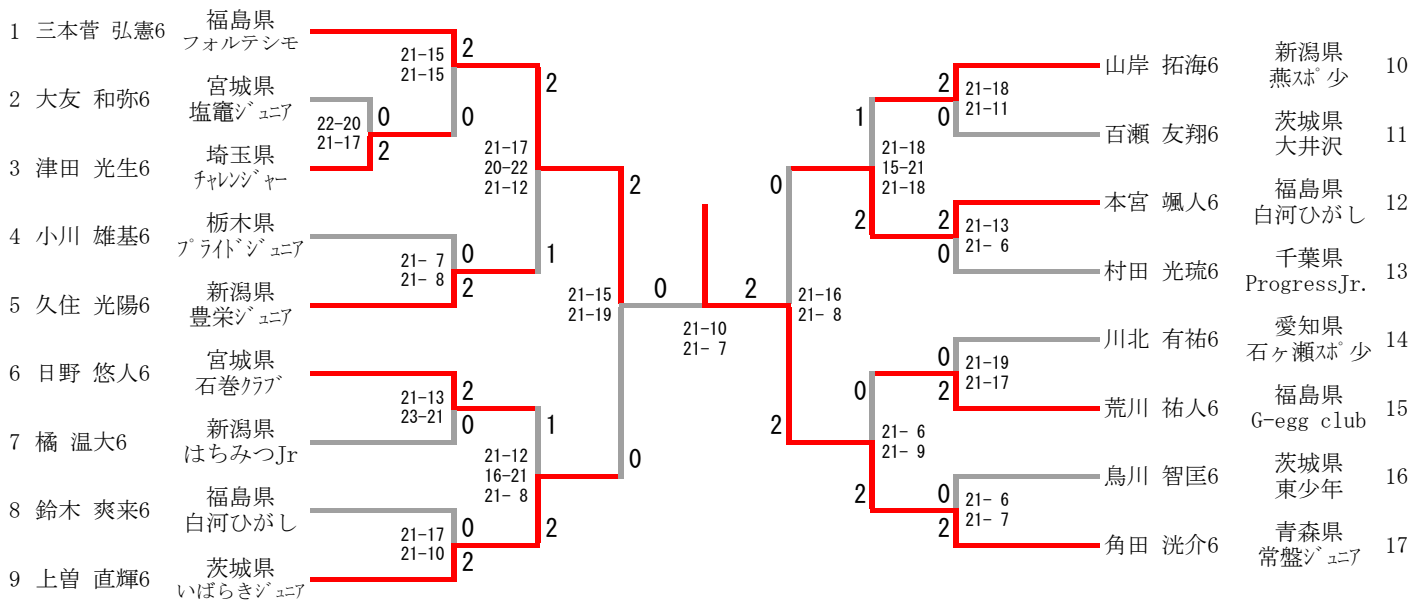 1 三本菅 弘憲6 福島県
フォルテシモ
2 大友 和弥6 宮城県
塩竈ジュニア
3 津田 光生6 埼玉県
チャレンジャー
4 小川 雄基6 栃木県
プライドジュニア
5 久住 光陽6 新潟県
豊栄ジュニア
6 日野 悠人6 宮城県
石巻クラブ
7 橘 温大6 新潟県
はちみつJr
8 鈴木 爽来6 福島県
白河ひがし
9 上曽 直輝6 茨城県
いばらきジュニア
21-15
21-15
2
0
22-20
21-17
0
2
21-17
20-22
21-12
2
1
21- 7
21- 8
0
2
21-13
23-21
2
0
21-12
16-21
21- 8
1
2
21-17
21-10
0
2
21-15
21-19
2
0
0
2
21-10
21- 7
21-16
21- 8
0
2
21-18
15-21
21-18
1
2
21-18
21-11
2
0
21-13
21- 6
2
0
21- 6
21- 9
0
2
21-19
21-17
0
2
21- 6
21- 7
0
2
山岸 拓海6 新潟県 10
燕スポ少
百瀬 友翔6 茨城県 11
大井沢
本宮 颯人6 福島県 12
白河ひがし
村田 光琉6 千葉県 13
ProgressJr.
川北 有祐6 愛知県 14
石ヶ瀬スポ少
荒川 祐人6 福島県 15
G-egg club
鳥川 智匡6 茨城県 16
東少年
角田 洸介6 青森県 17
常盤ジュニア